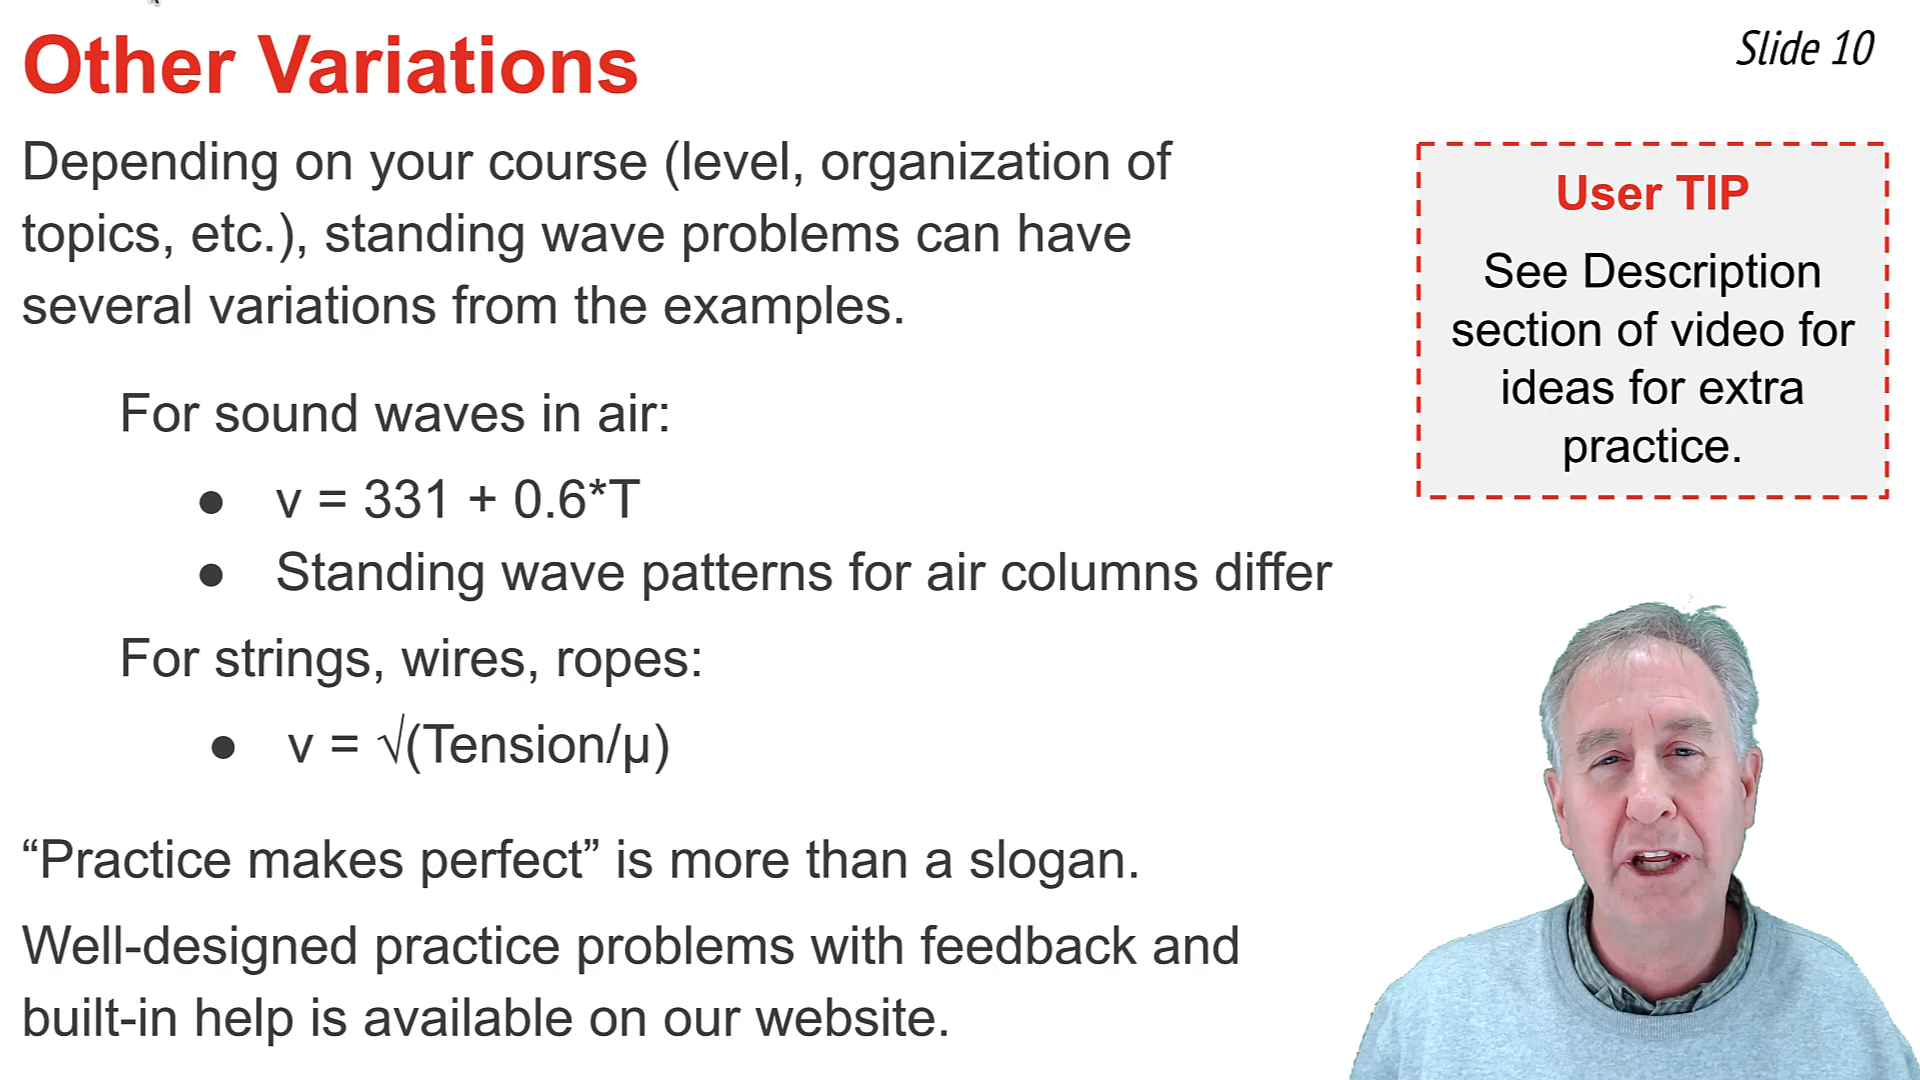 Other Variations
Slide 10
Depending on your course (level, organization of
topics, etc.), standing wave problems can have
several variations from the examples.
For sound waves in air:
● v = 331 + 0.6*T
● Standing wave patterns for air columns differ
For strings, wires, ropes:
● v = √(Tension/μ)
“Practice makes perfect” is more than a slogan.
Well-designed practice problems with feedback and
built-in help is available on our website.
User TIP
See Description
section of video for
ideas for extra
practice.